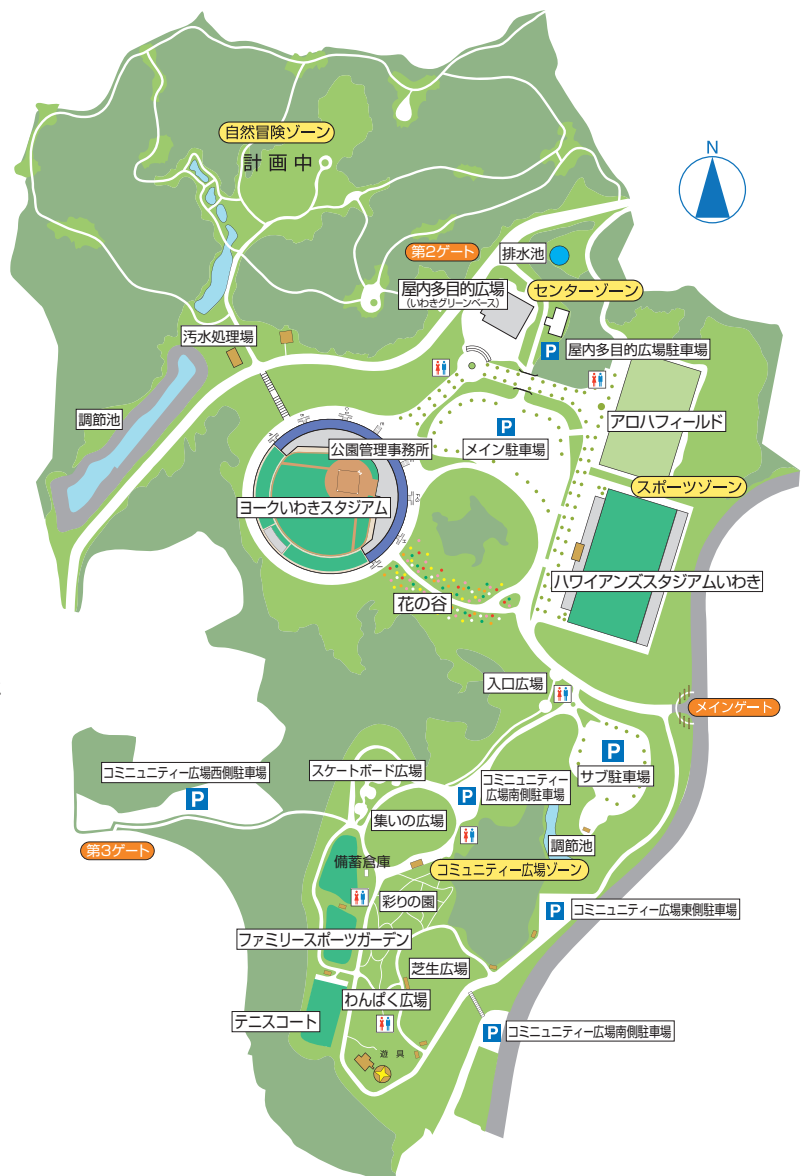 N
自然冒険ゾーン
計画中
第2ゲート
排水池
屋内多目的広場
(いわきグリーンベース)
センターゾーン
汚水処理場
P
屋内多目的広場駐車場
調節池
アロハフィールド
P
公園管理事務所
メイン駐車場
スポーツゾーン
ヨークいわきスタジアム
ハワイアンズスタジアムいわき
花の谷
入口広場
メインゲート
P
スケートボード広場
コミュニティー広場西側駐車場
サブ駐車場
P
コミュニティー
広場南側駐車場
P
集いの広場
調節池
第3ゲート
備蓄倉庫
コミュニティー広場ゾーン
彩りの園
P
コミニュニティー広場東側駐車場
ファミリースポーツガーデン
芝生広場
わんぱく広場
テニスコート
P
コミニュニティー広場南側駐車場
遊具